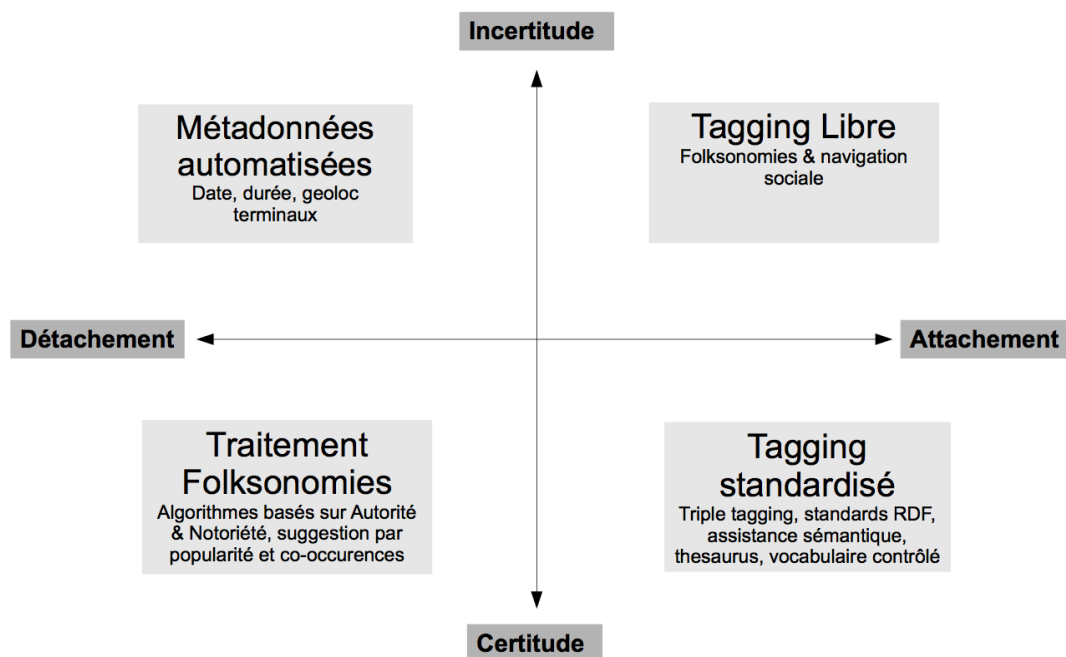 Incertitude
Métadonnées
automatisées
Date, durée, geoloc
terminaux
Tagging Libre
Folksonomies & navigation
sociale
Détachement
Attachement
Traitement
Folksonomies
Algorithmes basés sur Autorité
& Notoriété, suggestion par
popularité et co-occurences
Tagging
standardisé
Triple tagging, standards RDF,
assistance sémantique,
thesaurus, vocabulaire contrôlé
Certitude